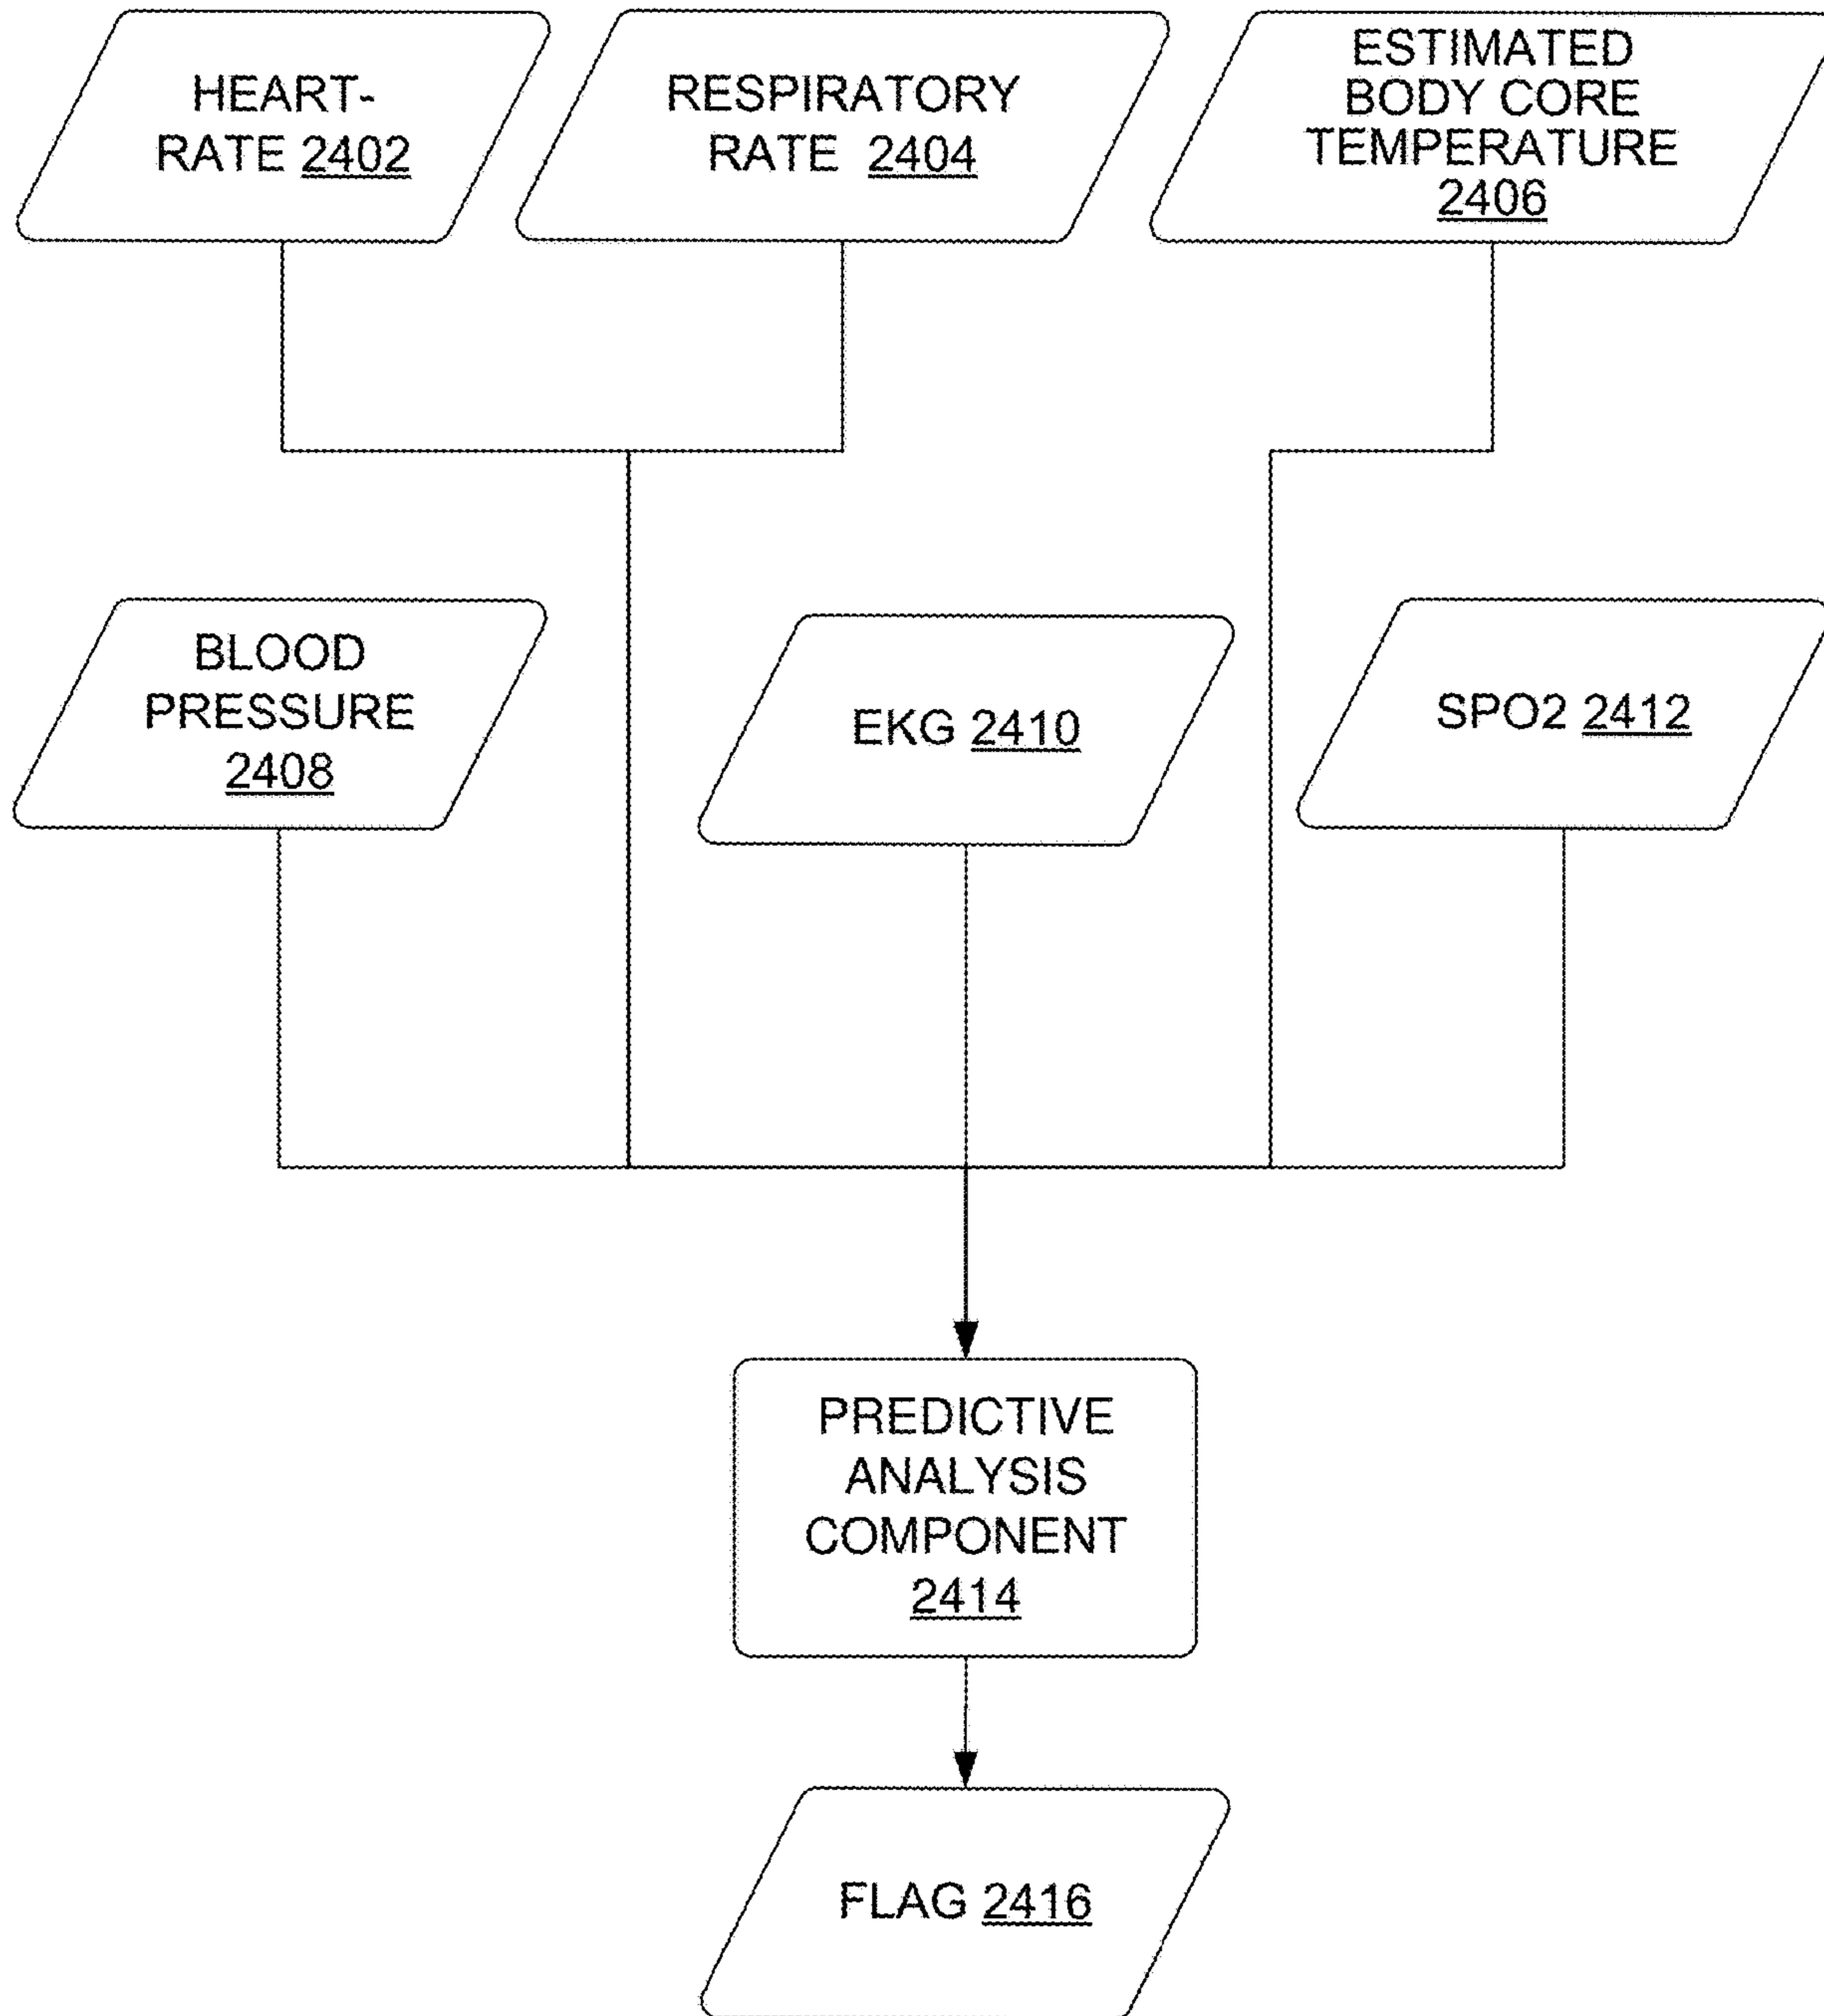 HEART-
RATE 2402
RESPIRATORY
RATE 2404
ESTIMATED
BODY CORE
TEMPERATURE
2406
BLOOD
PRESSURE
2408
EKG 2410
SPO2 2412
PREDICTIVE
ANALYSIS
COMPONENT
2414
FLAG 2416